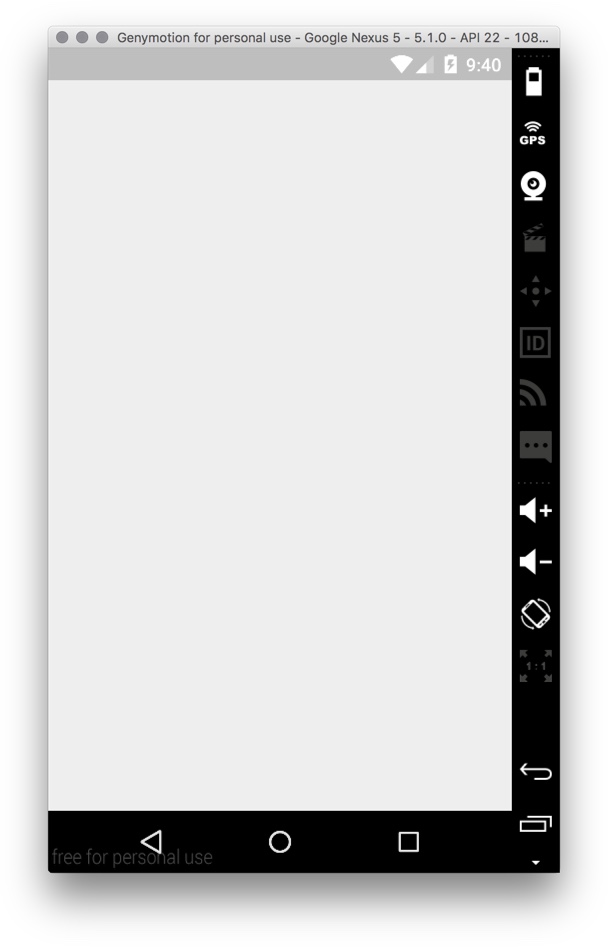 Genymotion for personal use - Google Nexus 5 - 5.1.0 - API 22 - 108...
9:40
GPS
ID
1:1
free for personal use